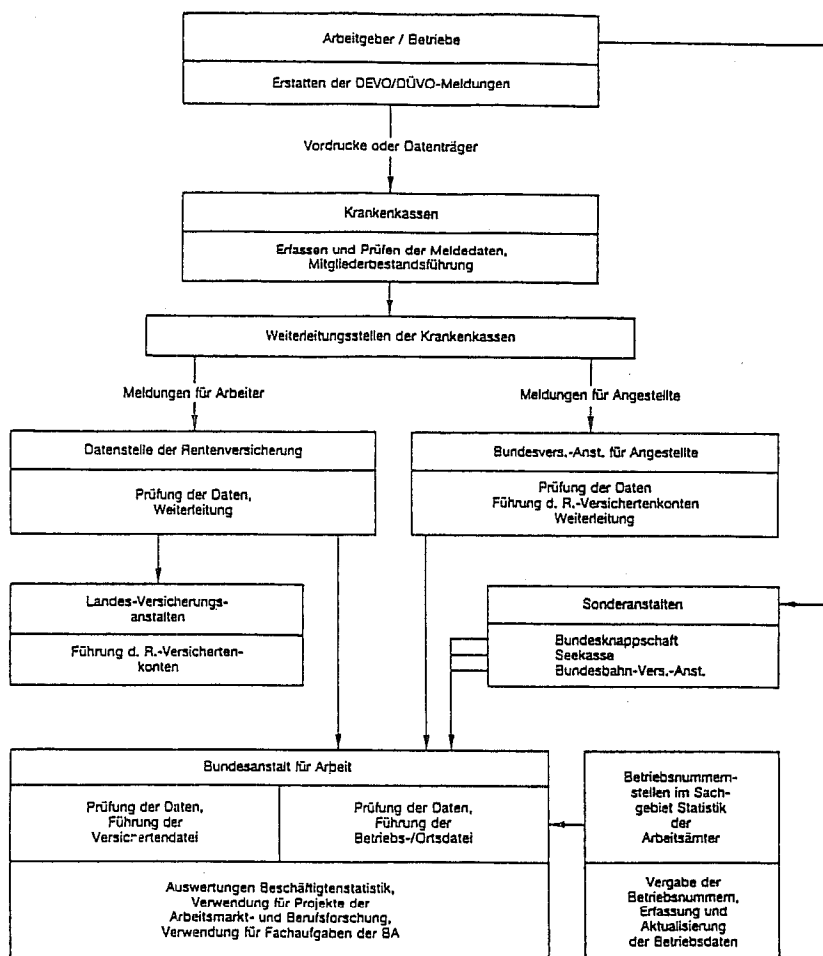 Arbeitgeber / Betriebe
Erstatten der DEVO/DÜVO-Meldungen
Vordrucke oder Datenträger
Krankenkassen
Erfassen und Prüfen der Meldedaten,
Mitgliederbestandsführung
Weiterleitungsstellen der Krankenkassen
Meldungen für Arbeiter
Meldungen für Angestellte
Datenstelle der Rentenversicherung
Prüfung der Daten,
Weiterleitung
Bundesvers.-Anst. für Angestellte
Prüfung der Daten
Führung d. R.-Versichertenkonten
Weiterleitung
Landes-Versicherungs-
anstalten
Führung d. R.-Versicherten-
konten
Sonderanstalten
Bundesknappschaft
Seekasse
Bundesbahn-Vers.-Anst.
Bundesanstalt für Arbeit
Prüfung der Daten,
Führung der
Versichertendatei
Prüfung der Daten,
Führung der
Betriebs-/Ortsdatei
Auswertungen Beschäftigtenstatistik,
Verwendung für Projekte der
Arbeitsmarkt- und Berufsforschung,
Verwendung für Fachaufgaben der BA
Betriebsnummern-
stellen im Sach-
gebiet Statistik
der
Arbeitsämter
Vergabe der
Betriebsnummern,
Erfassung und
Aktualisierung
der Betriebsdaten